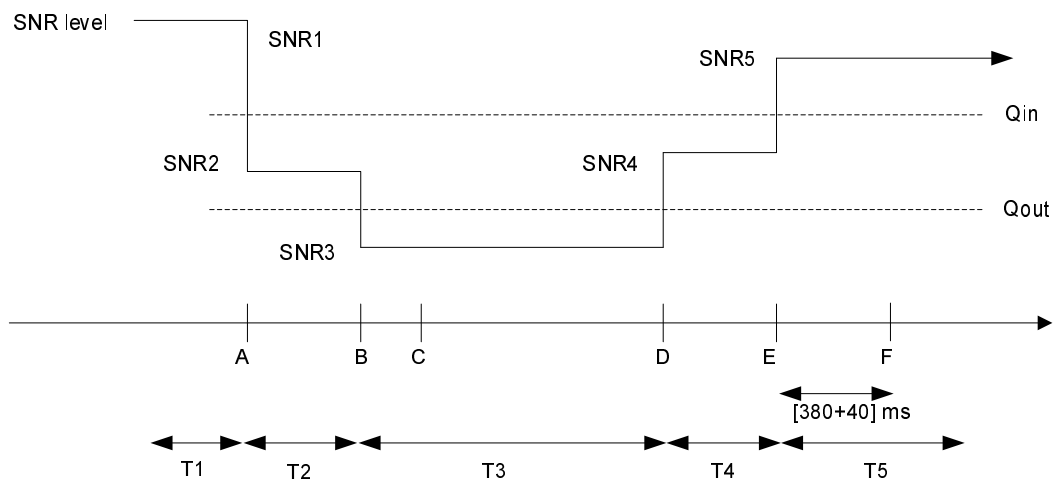 SNR level
SNR1
SNR5
Qin
SNR2
SNR4
Qout
SNR3
A B C D E F
[380+40] ms
T1 T2 T3 T4 T5